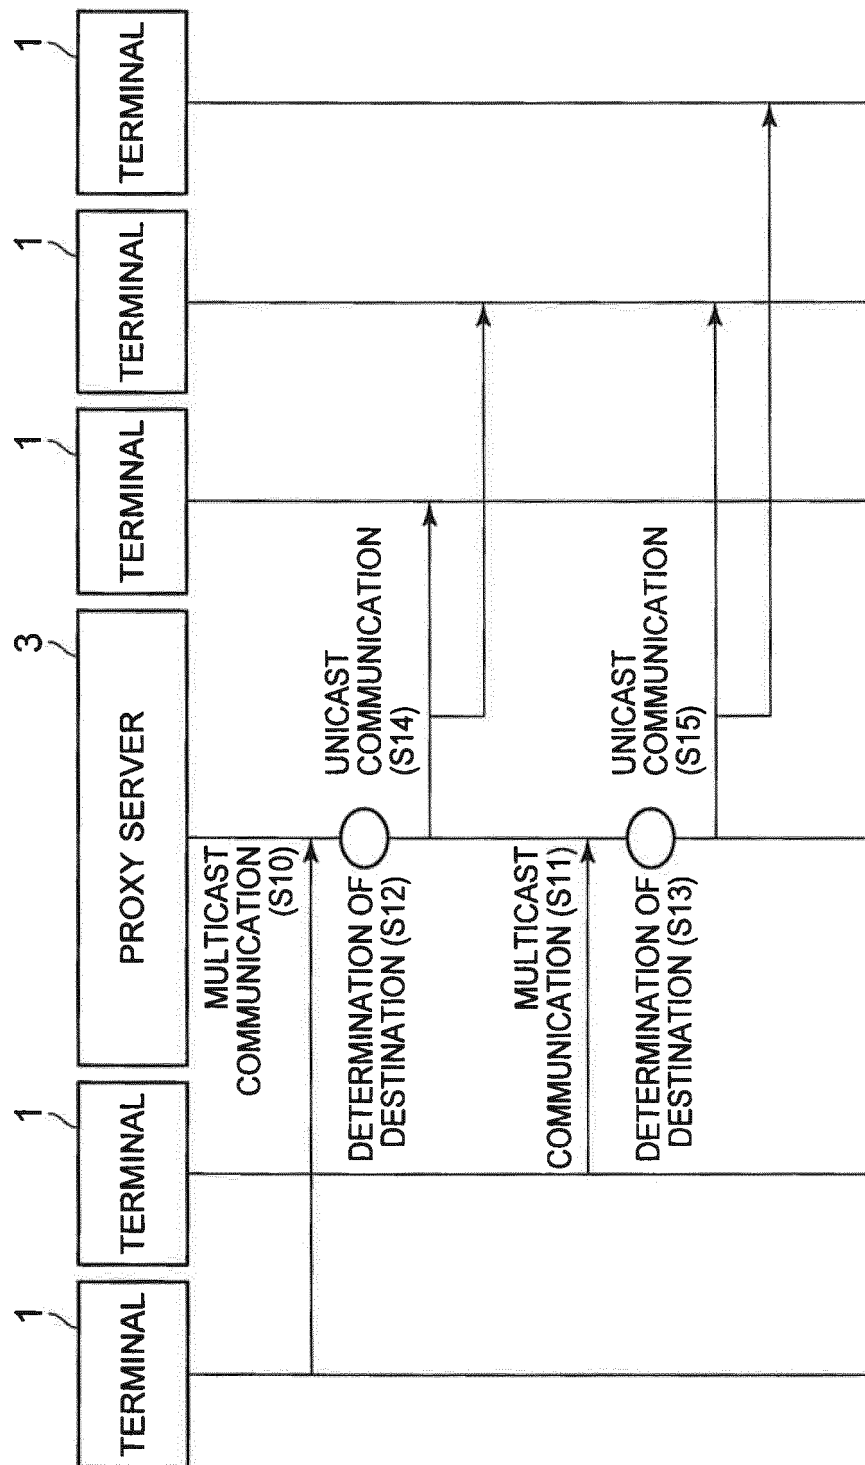 1
1
3
1
1
1
TERMINAL
TERMINAL
PROXY SERVER
TERMINAL
TERMINAL
TERMINAL
MULTICAST
COMMUNICATION
(S10)
DETERMINATION OF
DESTINATION (S12)
UNICAST
COMMUNICATION
(S14)
MULTICAST
COMMUNICATION (S11)
DETERMINATION OF
DESTINATION (S13)
UNICAST
COMMUNICATION
(S15)